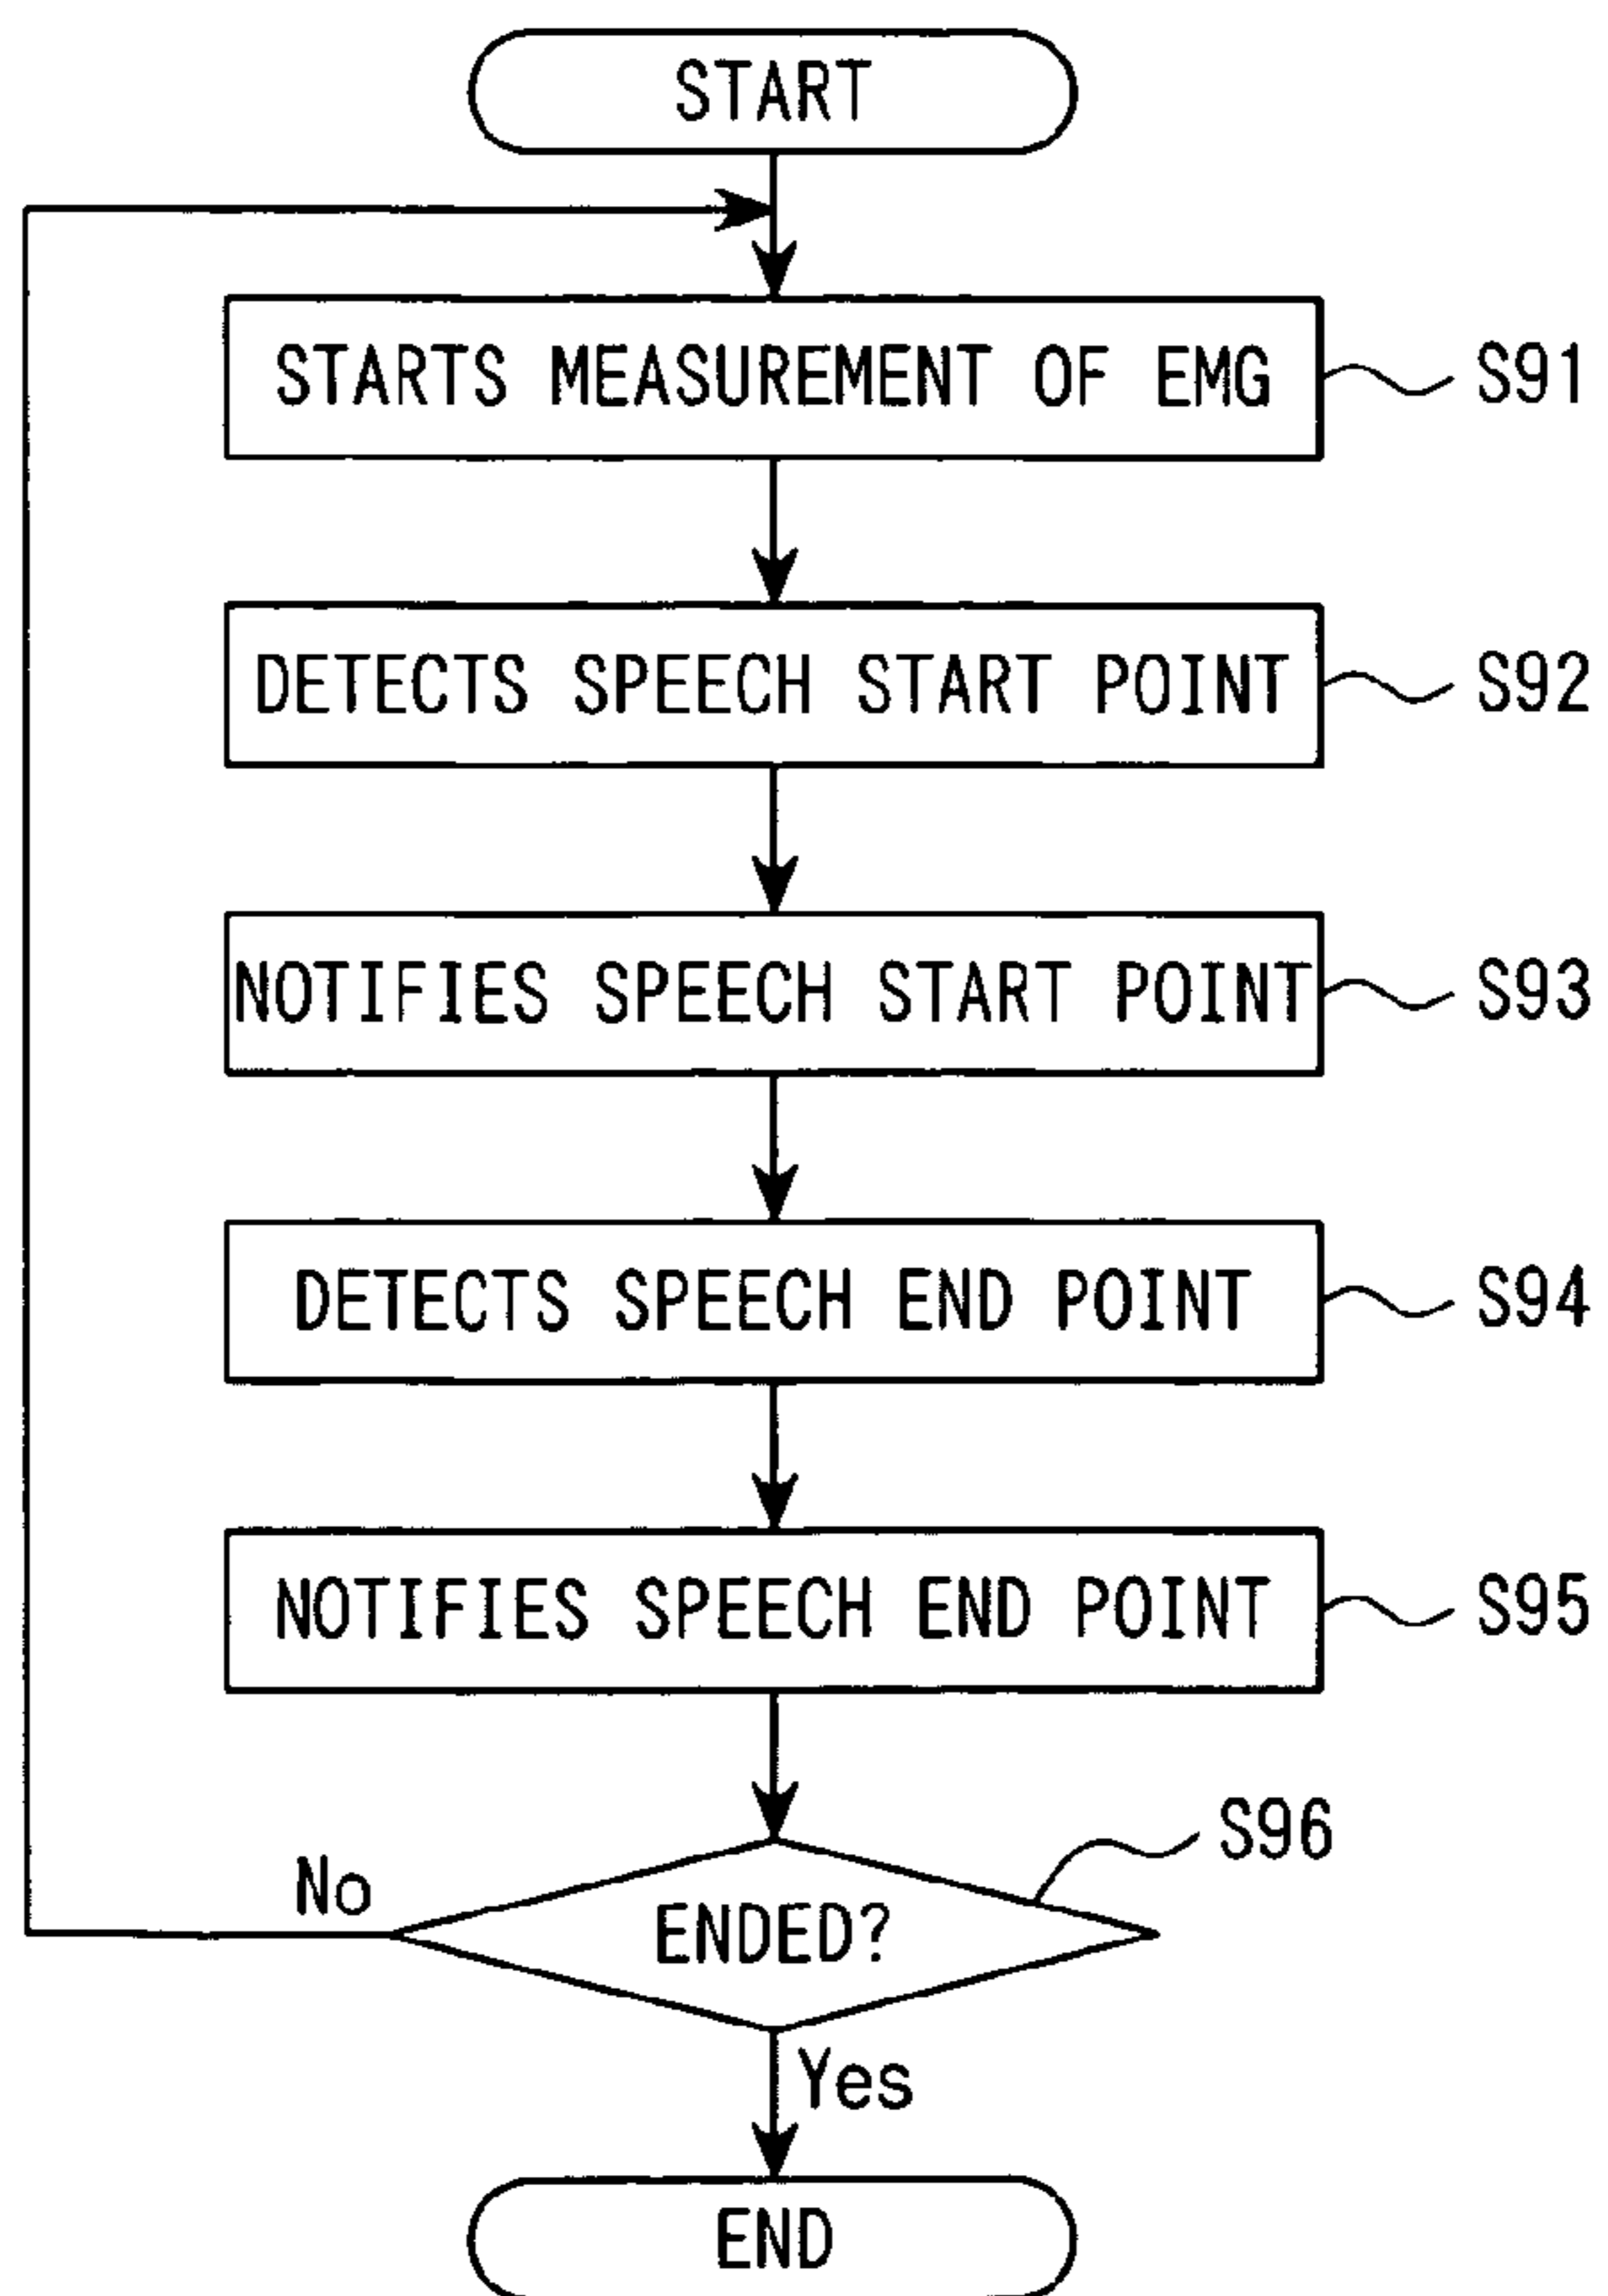 START
STARTS MEASUREMENT OF EMG S91
DETECTS SPEECH START POINT S92
NOTIFIES SPEECH START POINT S93
DETECTS SPEECH END POINT S94
NOTIFIES SPEECH END POINT S95
S96
No
ENDED?
Yes
END